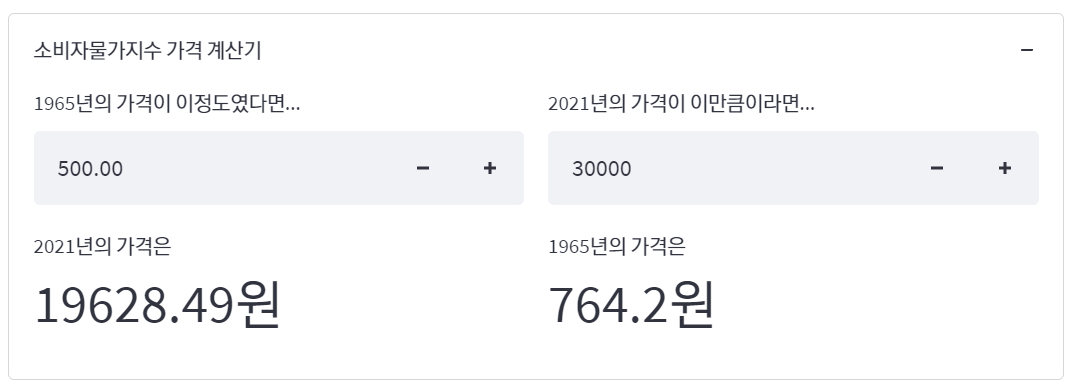 소비자물가지수 가격 계산기
1965년의 가격이 이정도였다면...
500.00
2021년의 가격은
19628.49원
2021년의 가격이 이만큼이라면...
30000
1965년의 가격은
764.2원